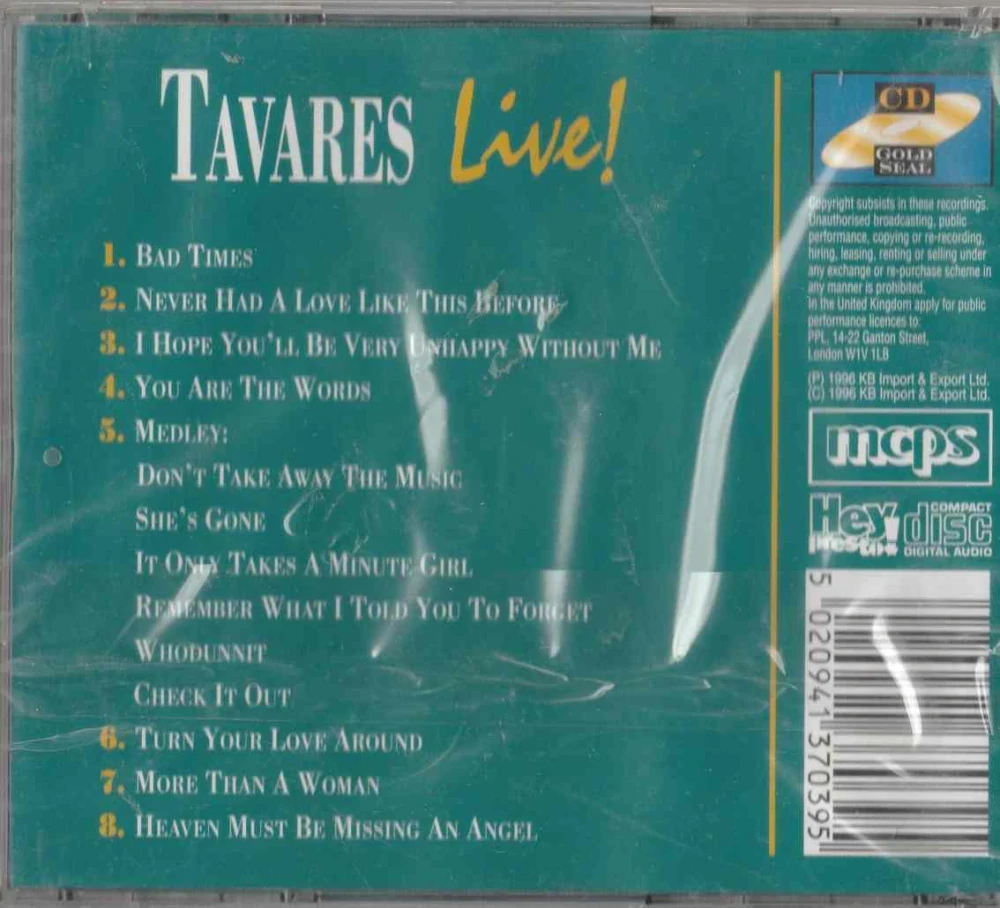 TAVARES Live!
1. BAD TIMES
2. NEVER HAD A LOVE LIKE THIS BEFORE
3. I HOPE YOU'LL BE VERY UNHAPPY WITHOUT ME
4. YOU ARE THE WORDS
5. MEDLEY:
DON'T TAKE AWAY THE MUSIC
SHE'S GONE
IT ONLY TAKES A MINUTE GIRL
REMEMBER WHAT I TOLD YOU TO FORGET
WHODUNNIT
CHECK IT OUT
6. TURN YOUR LOVE AROUND
7. MORE THAN A WOMAN
8. HEAVEN MUST BE MISSING AN ANGEL
CD
GOLD
SEAL
Copyright subsists in these recordings.
Unauthorised broadcasting, public
performance, copying or re-recording,
hiring, leasing, renting or selling under
any exchange or re-purchase scheme in
any manner is prohibited.
In the United Kingdom apply for public
performance licences to:
PPL, 14-22 Ganton Street,
London W1V 1LB
(P) 1996 KB Import & Export Ltd.
(C) 1996 KB Import & Export Ltd.
mcps
Hey presto!
COMPACT
disc
DIGITAL AUDIO
5 020941 370395